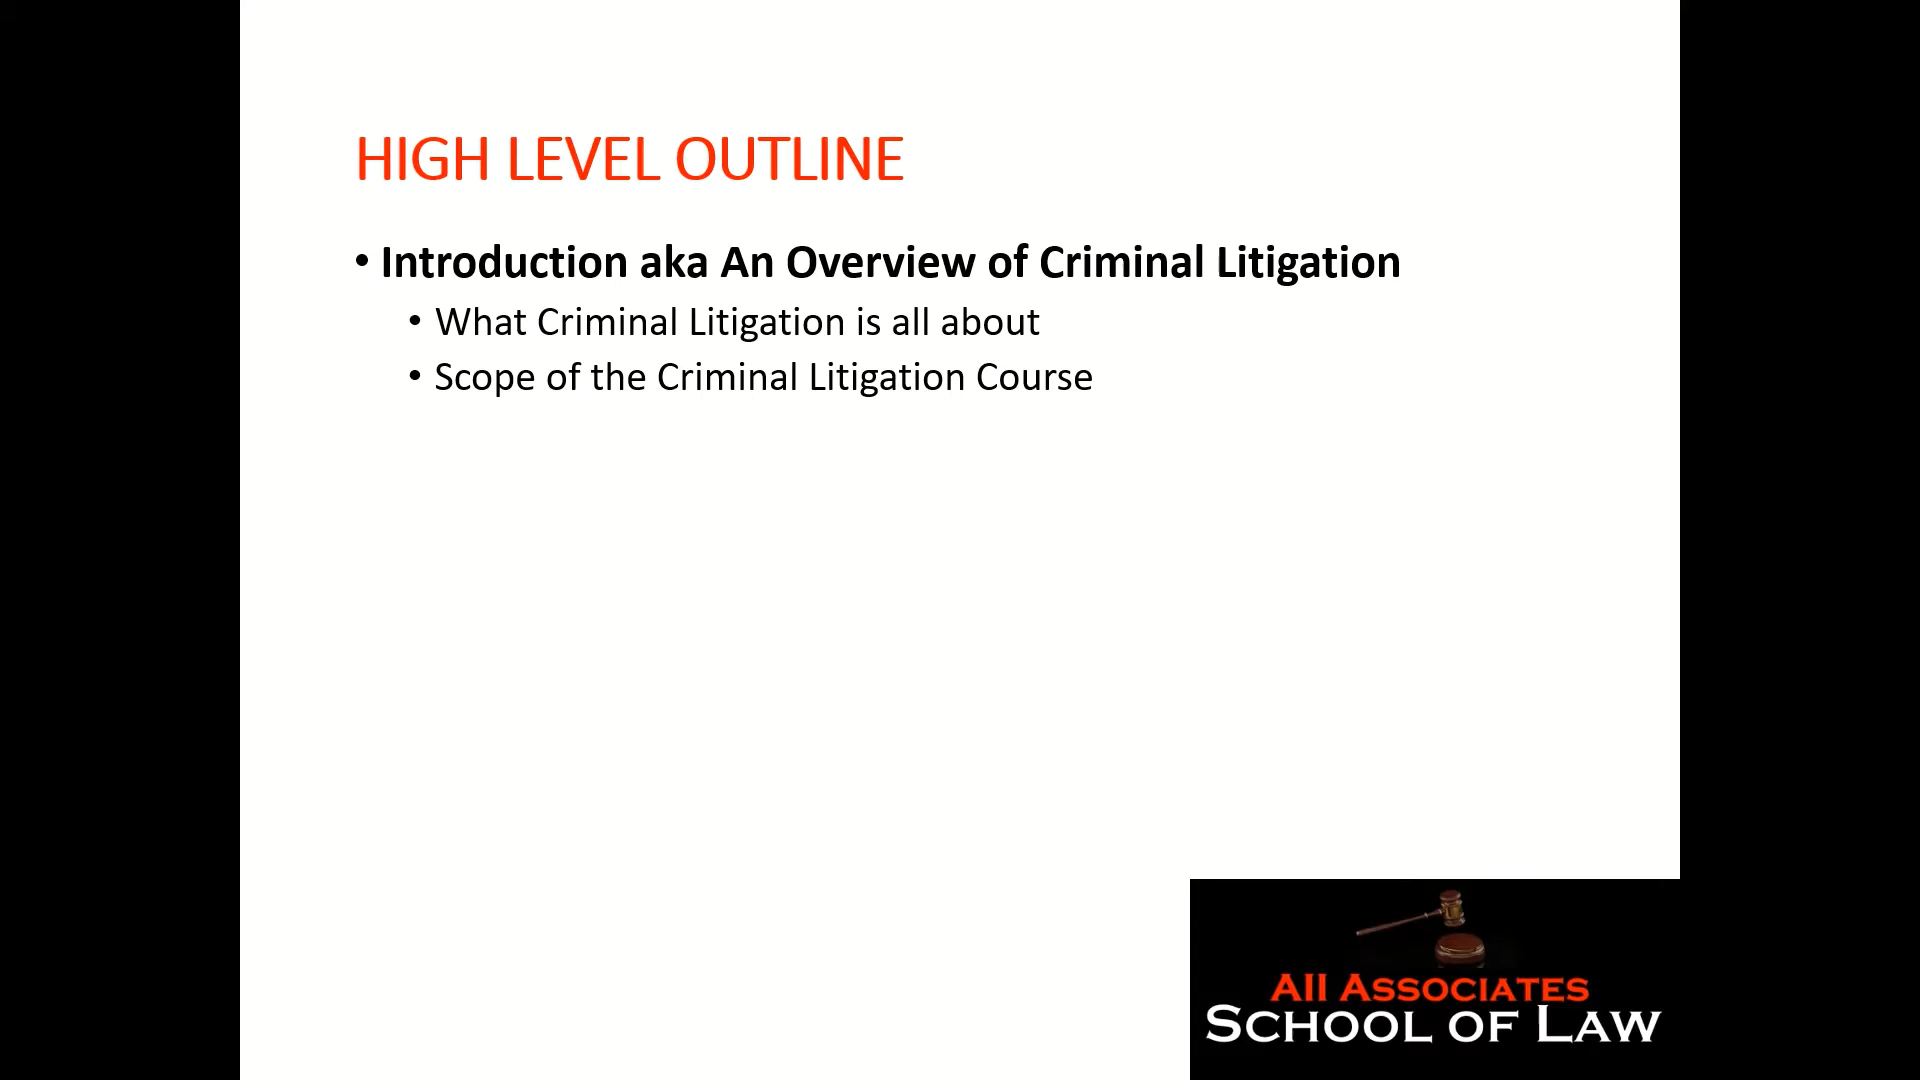 HIGH LEVEL OUTLINE
• Introduction aka An Overview of Criminal Litigation
• What Criminal Litigation is all about
• Scope of the Criminal Litigation Course
All ASSOCIATES
SCHOOL OF LAW